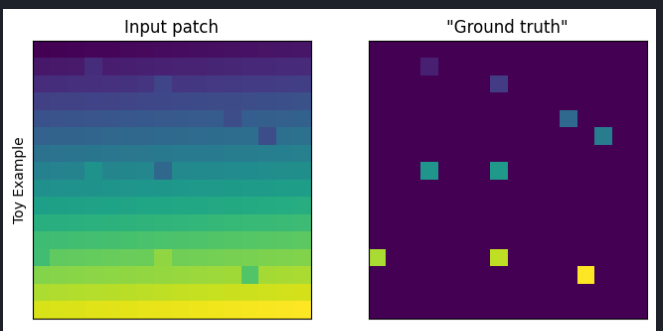 Input patch
"Ground truth"
Toy Example